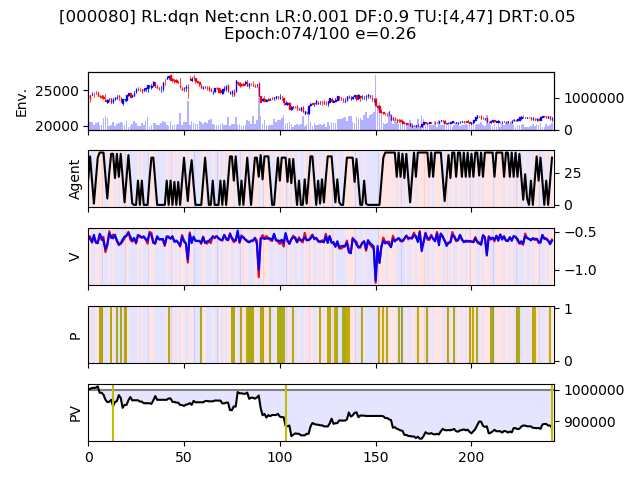 [000080] RL:dqn Net:cnn LR:0.001 DF:0.9 TU:[4,47] DRT:0.05
Epoch:074/100 e=0.26
Env.
25000
20000
1000000
0
Agent
25
0
V
−0.5
−1.0
P
1
0
PV
1000000
900000
0 50 100 150 200